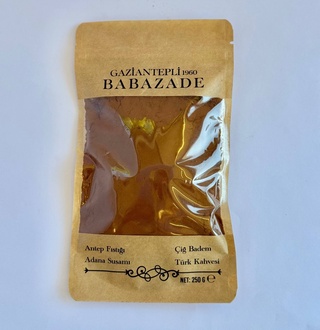 GAZİANTEPLİ 1960
BABAZADE
Antep Fıstığı
Çiğ Badem
Adana Susamı
Türk Kahvesi
NET: 250 G ℮